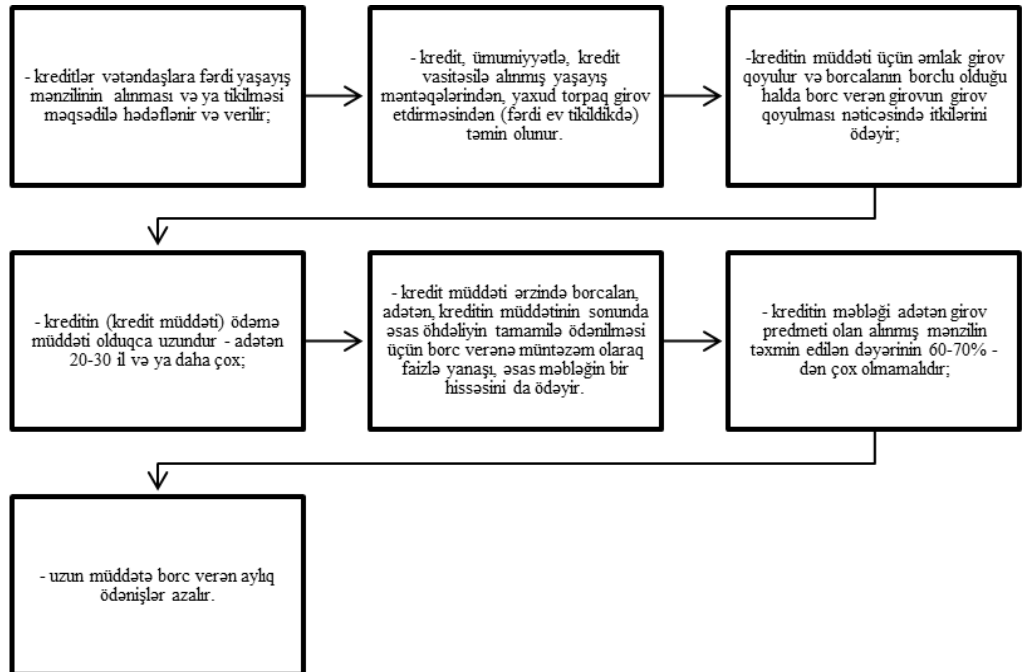 - kreditlər vətəndaşlara fərdi yaşayış
mənzilinin alınması və ya tikilməsi
məqsədilə hədəflənir və verilir;
- kredit, ümumiyyətlə, kredit
vasitəsilə alınmış yaşayış
məntəqələrindən, yaxud torpaq girov
etdirməsindən (fərdi ev tikildikdə)
təmin olunur.
-kreditin müddəti üçün əmlak girov
qoyulur və borcalanın borclu olduğu
halda borc verən girovun girov
qoyulması nəticəsində itkilərini
ödəyir;
- kreditin (kredit müddəti) ödəmə
müddəti olduqca uzundur - adətən
20-30 il və ya daha çox;
- kredit müddəti ərzində borcalan,
adətən, kreditin müddətinin sonunda
əsas öhdəliyin tamamilə ödənilməsi
üçün borc verənə müntəzəm olaraq
faizlə yanaşı, əsas məbləğin bir
hissəsini da ödəyir.
- kreditin məbləği adətən girov
predmeti olan alınmış mənzilin
təxmin edilən dəyərinin 60-70% -
dən çox olmamalıdır;
- uzun müddətə borc verən aylıq
ödənişlər azalır.